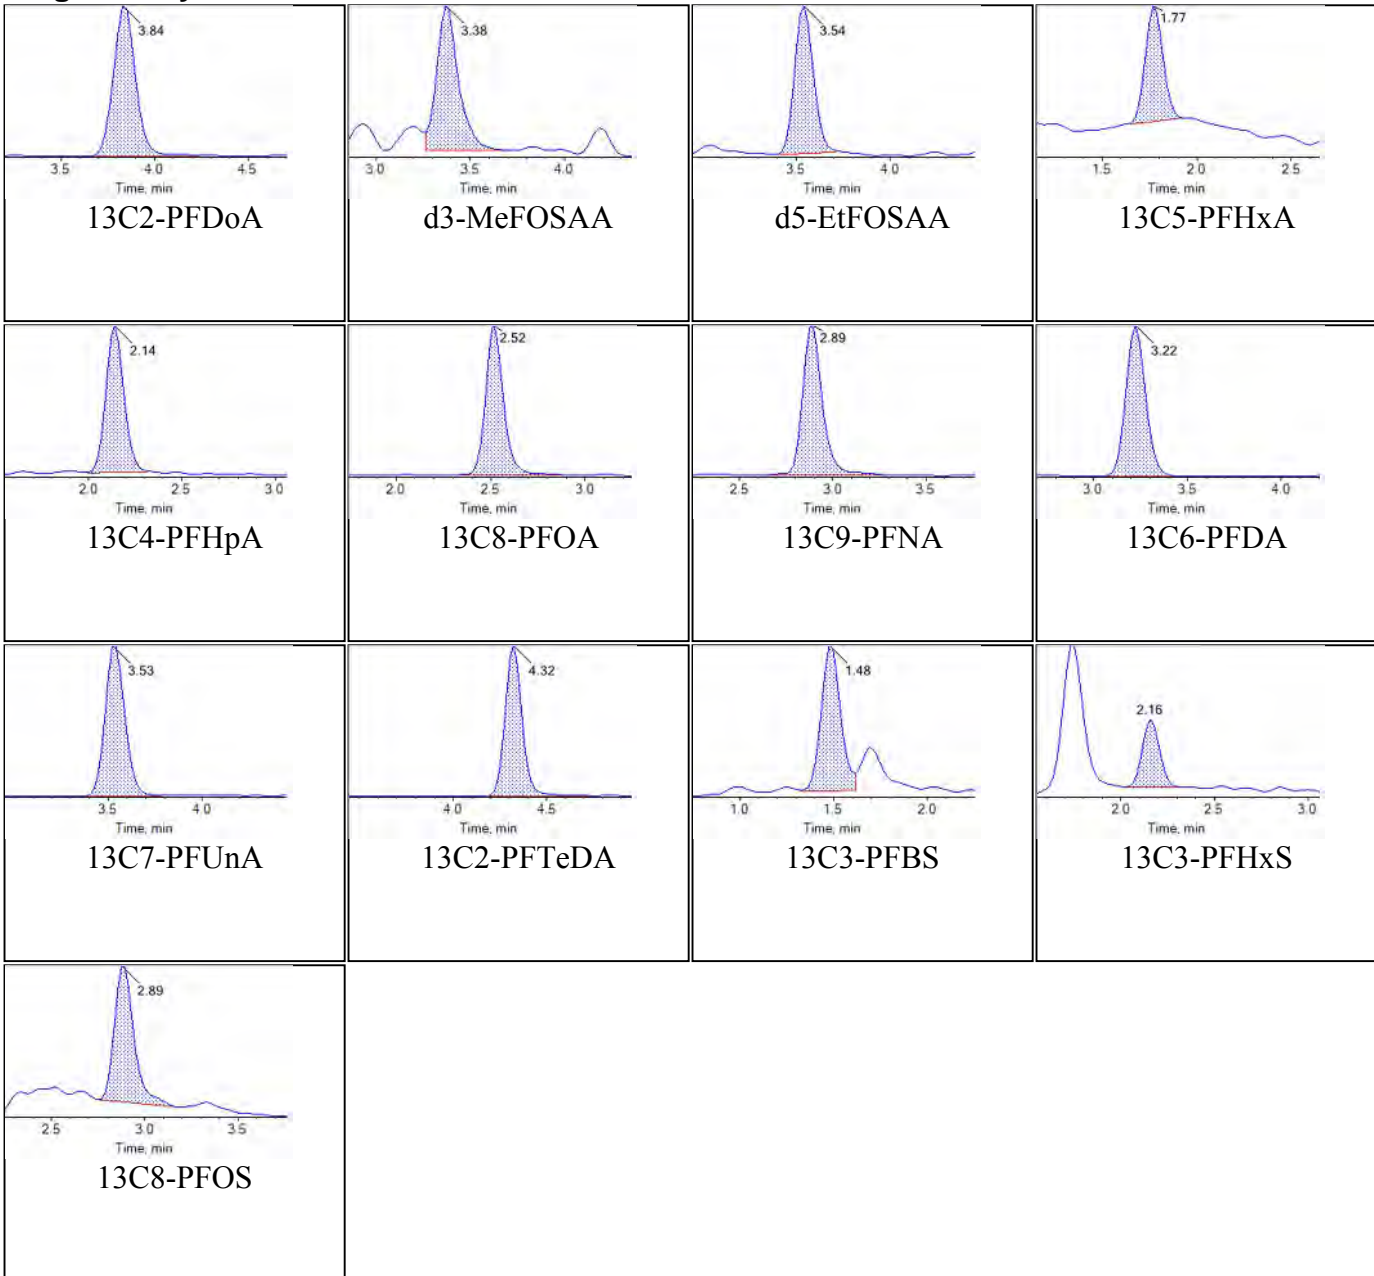 3.84
3.5 4.0 4.5
Time, min
13C2-PFDoA
3.38
3.0 3.5 4.0
Time, min
d3-MeFOSAA
3.54
3.5 4.0
Time, min
d5-EtFOSAA
1.77
1.5 2.0 2.5
Time, min
13C5-PFHxA
2.14
2.0 2.5 3.0
Time, min
13C4-PFHpA
2.52
2.0 2.5 3.0
Time, min
13C8-PFOA
2.89
2.5 3.0 3.5
Time, min
13C9-PFNA
3.22
3.0 3.5 4.0
Time, min
13C6-PFDA
3.53
3.5 4.0
Time, min
13C7-PFUnA
4.32
4.0 4.5
Time, min
13C2-PFTeDA
1.48
1.0 1.5 2.0
Time, min
13C3-PFBS
2.16
2.0 2.5 3.0
Time, min
13C3-PFHxS
2.89
2.5 3.0 3.5
Time, min
13C8-PFOS